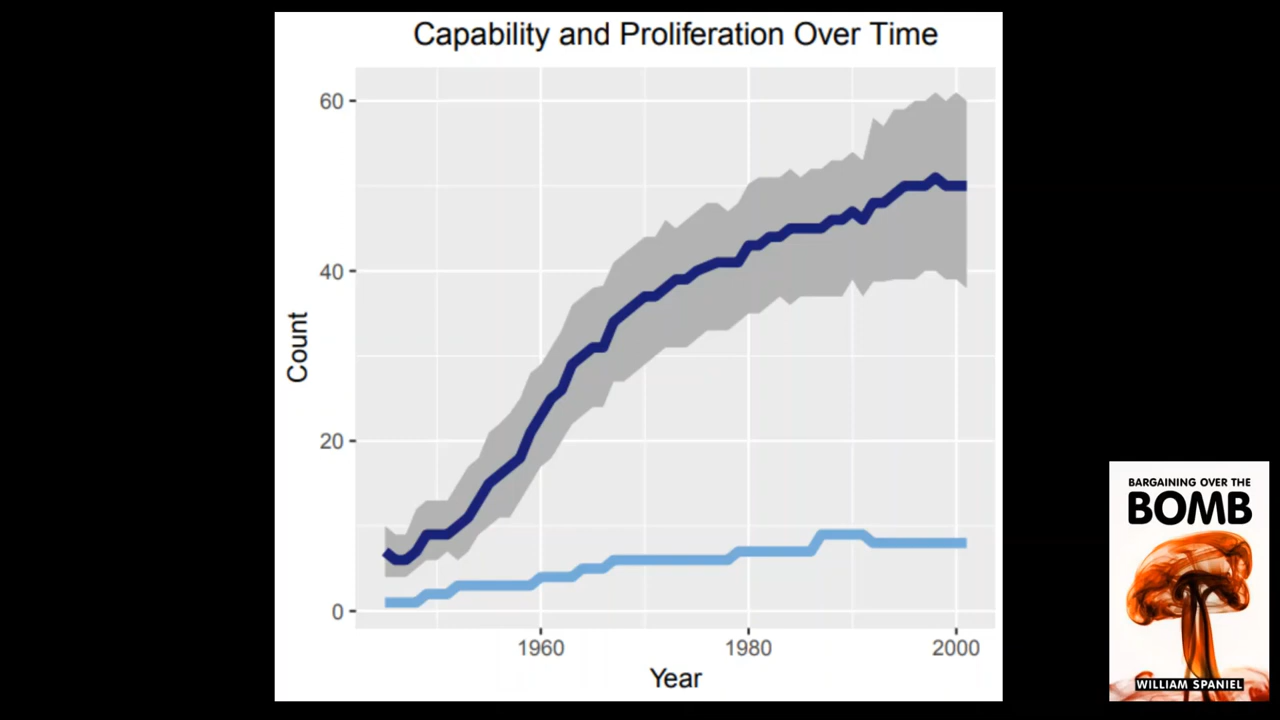 Capability and Proliferation Over Time
60
40
20
0
Count
1960 1980 2000
Year
BARGAINING OVER THE
BOMB
WILLIAM SPANIEL